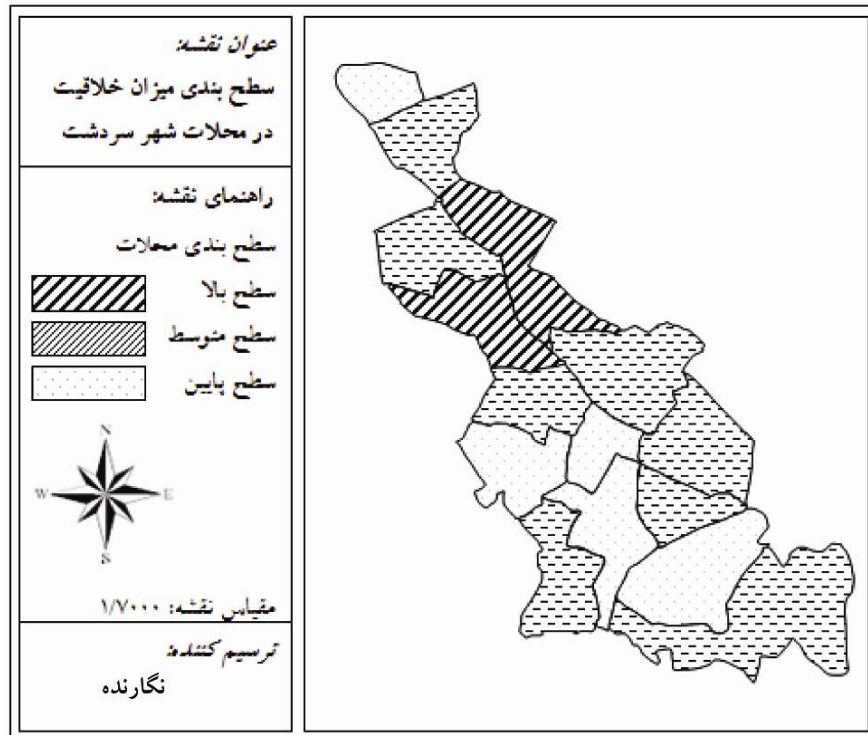 عنوان نقشه:
سطح بندی میزان خلاقیت
در محلات شهر سردشت
راهنمای نقشه:
سطح بندی محلات
سطح بالا
سطح متوسط
سطح پایین
N
W E
S
مقیاس نقشه: ۱/۷۰۰۰
ترسیم کننده:
نگارنده